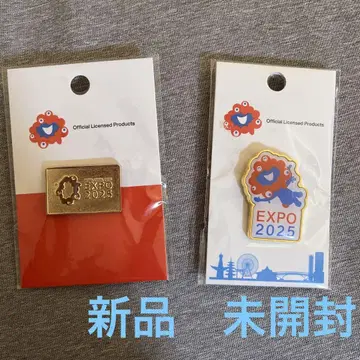 Official Licensed Products
EXPO
2025
Official Licensed Products
EXPO
2025
新品 未開封